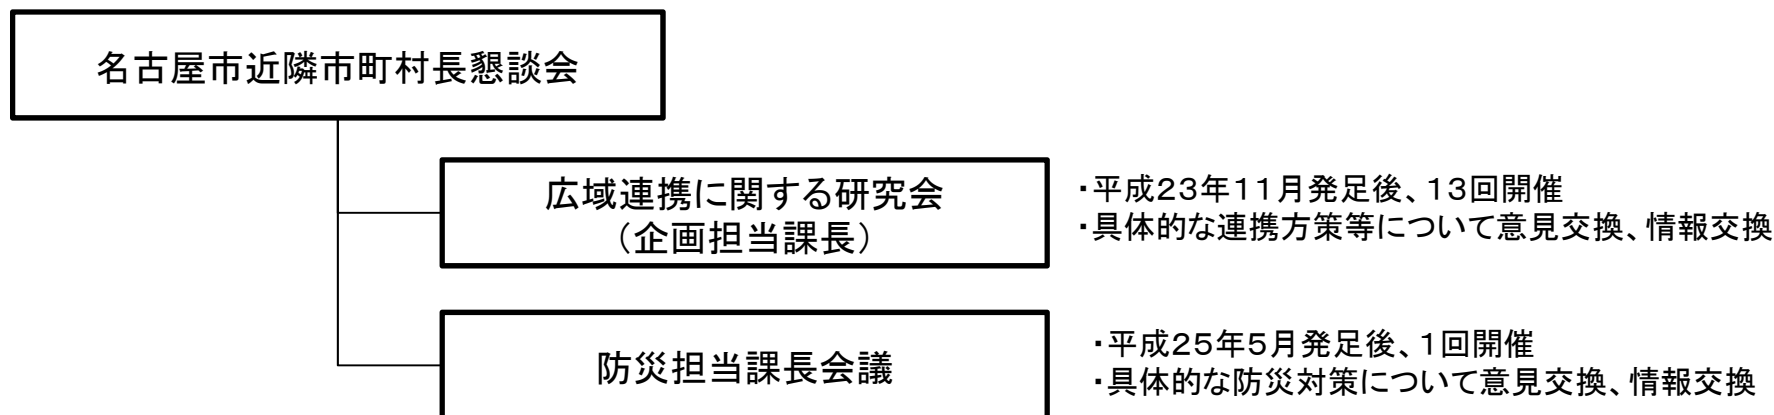 名古屋市近隣市町村長懇談会
広域連携に関する研究会
（企画担当課長）
・平成２３年１１月発足後、１３回開催
・具体的な連携方策等について意見交換、情報交換
防災担当課長会議
・平成２５年５月発足後、１回開催
・具体的な防災対策について意見交換、情報交換